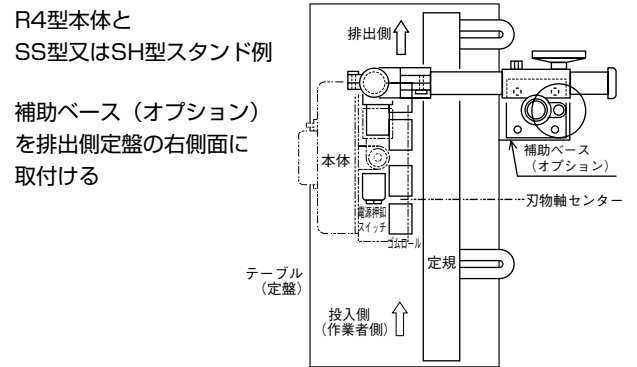 R4型本体と
SS型又はSH型スタンド例
補助ベース（オプション）
を排出側定盤の右側面に
取付ける
排出側
本体
電源押釦
スイッチ
ゴムロール
定規
補助ベース
（オプション）
刃物軸センター
テーブル
（定盤）
投入側
（作業者側）